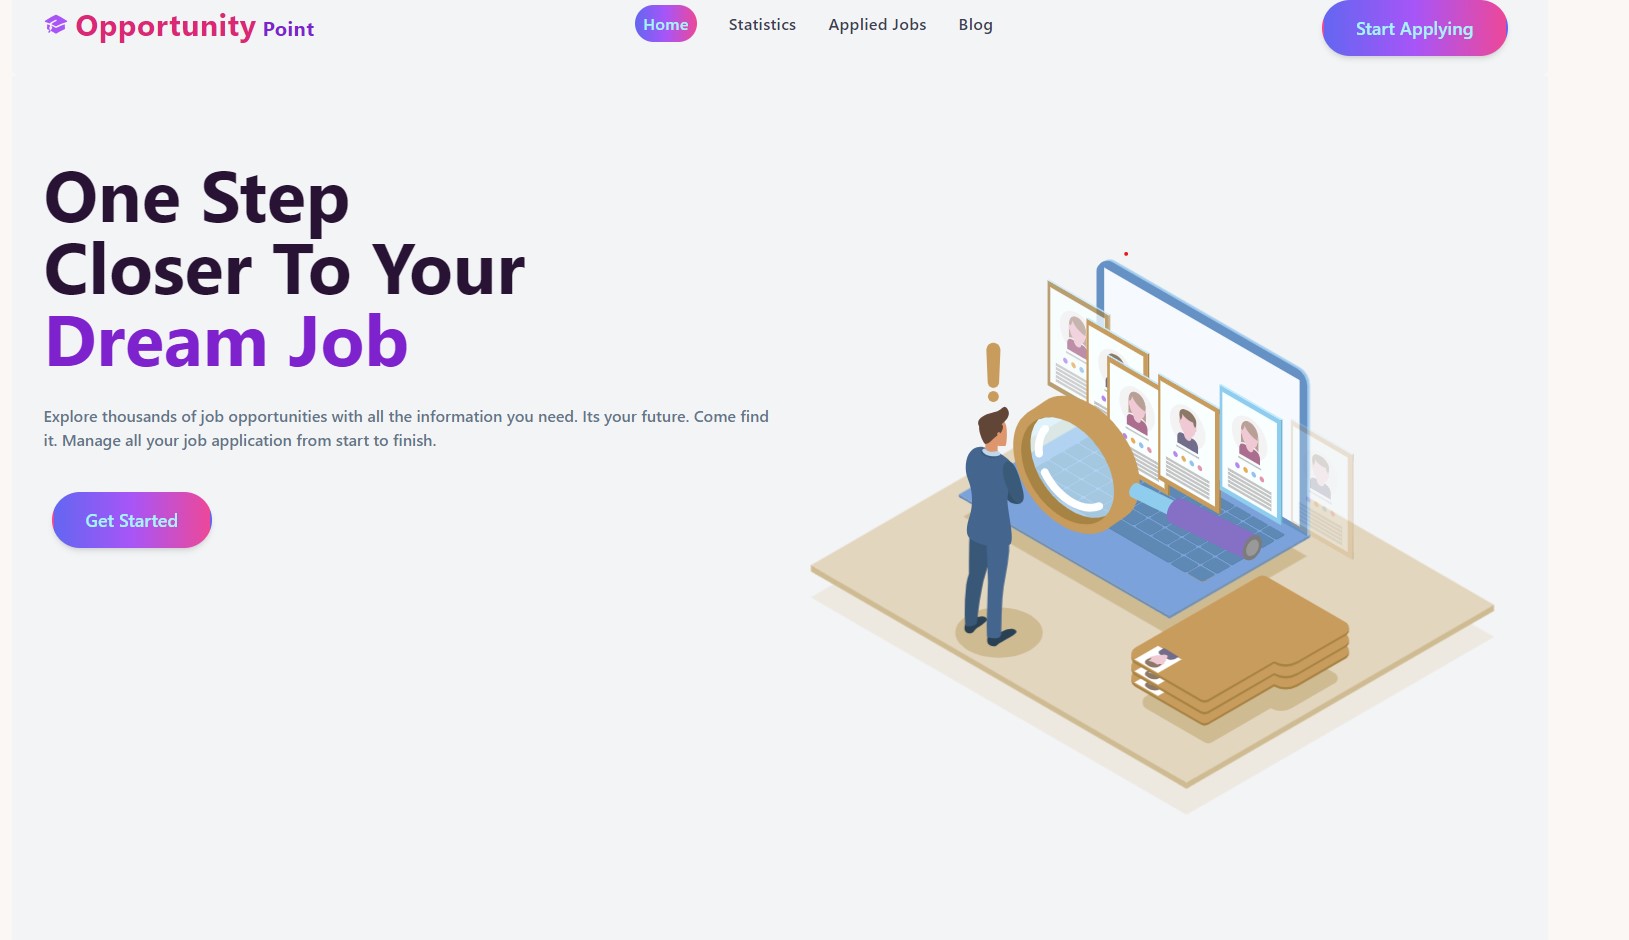 Opportunity Point
Home
Statistics
Applied Jobs
Blog
Start Applying
One Step
Closer To Your
Dream Job
Explore thousands of job opportunities with all the information you need. Its your future. Come find
it. Manage all your job application from start to finish.
Get Started